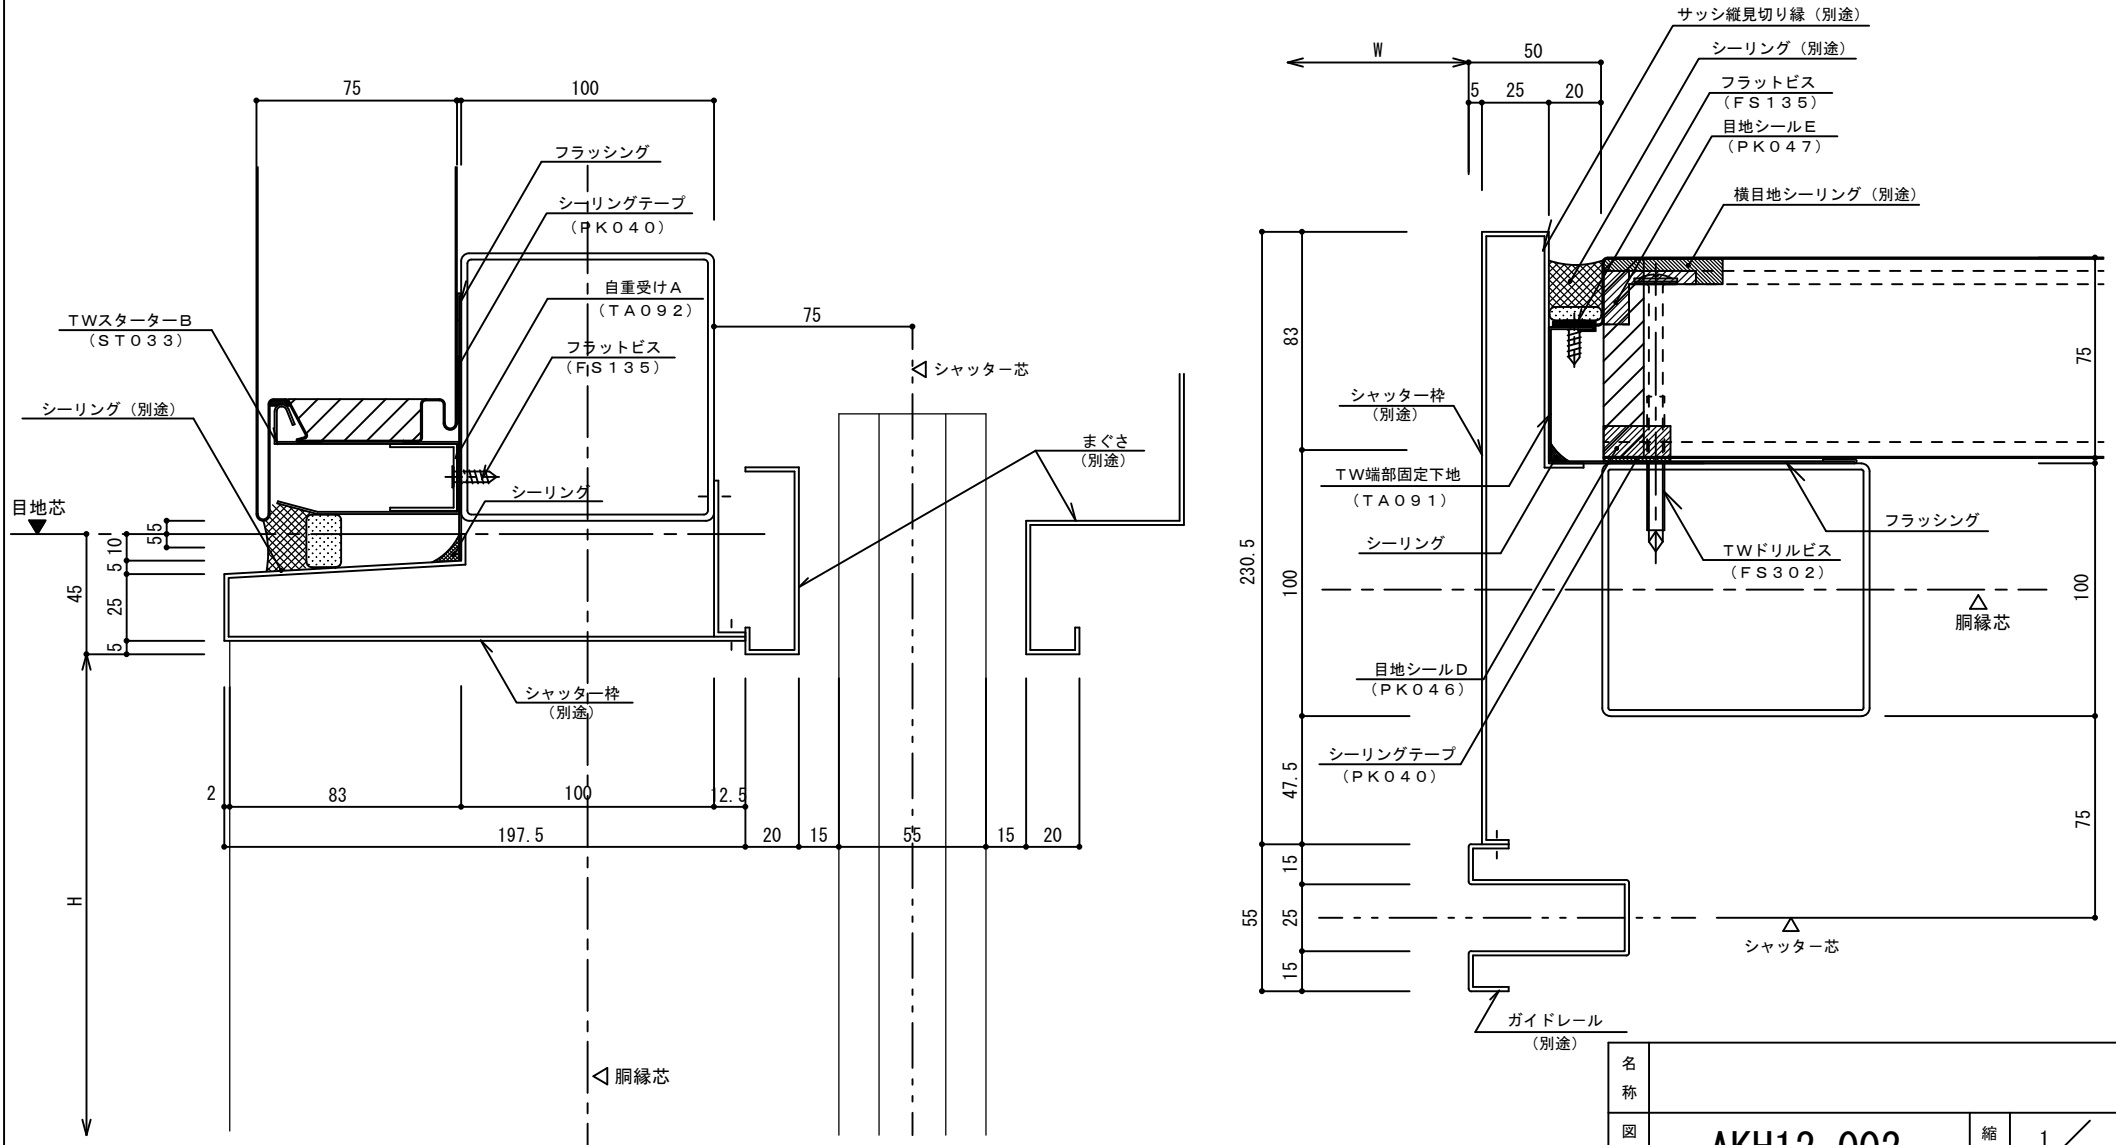 75
100
フラッシング
シーリングテープ
（ＰＫ０４０）
自重受けＡ
（ＴＡ０９２）
フラットビス
（ＦＳ１３５）
ＴＷスターターＢ
（ＳＴ０３３）
シーリング（別途）
シーリング
目地芯
75
シャッター芯
まぐさ
（別途）
5
5
10
5
25
5
45
H
シャッター枠
（別途）
2
83
100
12.5
197.5
20
15
55
15
20
胴縁芯
サッシ縦見切り縁（別途）
シーリング（別途）
フラットビス
（ＦＳ１３５）
目地シールＥ
（ＰＫ０４７）
横目地シーリング（別途）
W
50
5
25
20
シャッター枠
（別途）
ＴＷ端部固定下地
（ＴＡ０９１）
シーリング
目地シールＤ
（ＰＫ０４６）
シーリングテープ
（ＰＫ０４０）
フラッシング
ＴＷドリルビス
（ＦＳ３０２）
230.5
83
100
47.5
55
15
25
15
75
100
75
胴縁芯
シャッター芯
ガイドレール
（別途）
名
称
図
縮
1／